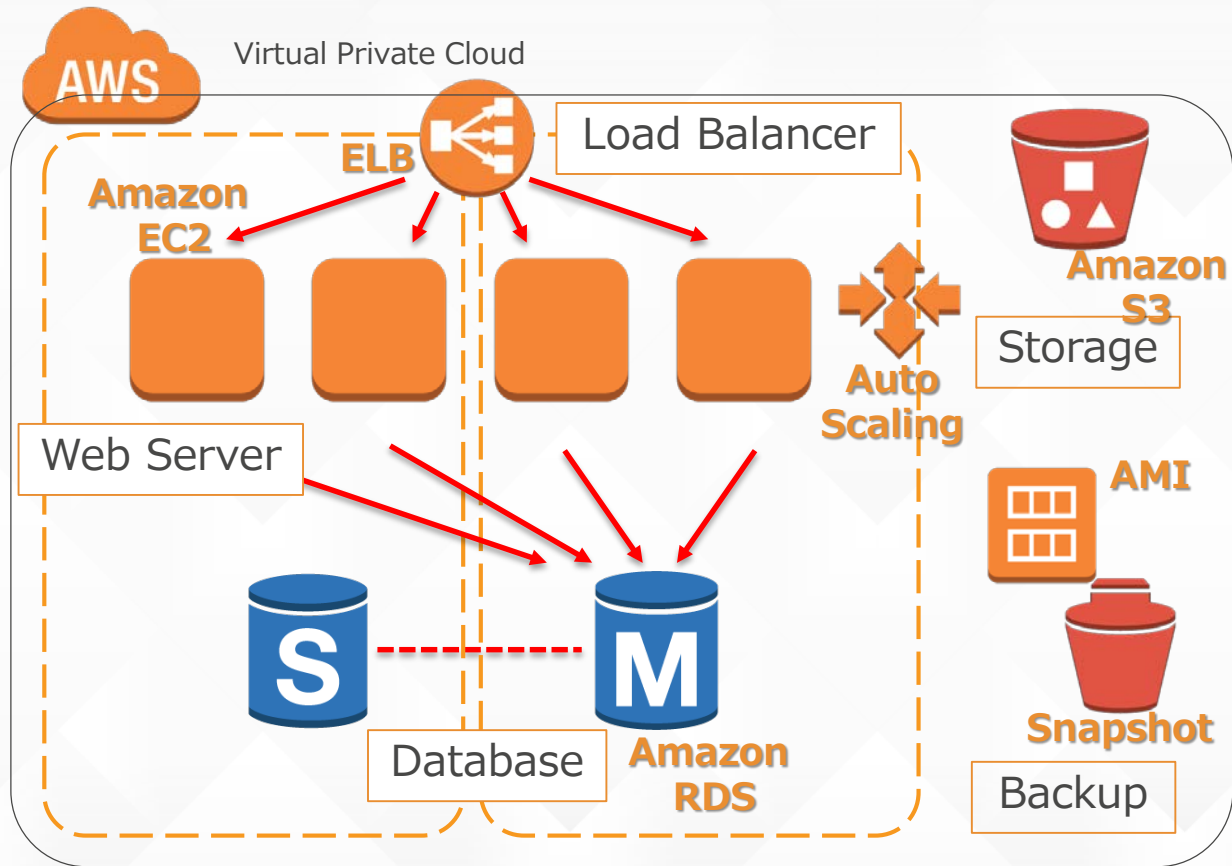 AWS
Virtual Private Cloud
Load Balancer
ELB
Amazon
EC2
Amazon
S3
Storage
Auto
Scaling
Web Server
AMI
S
M
Snapshot
Database
Amazon
RDS
Backup